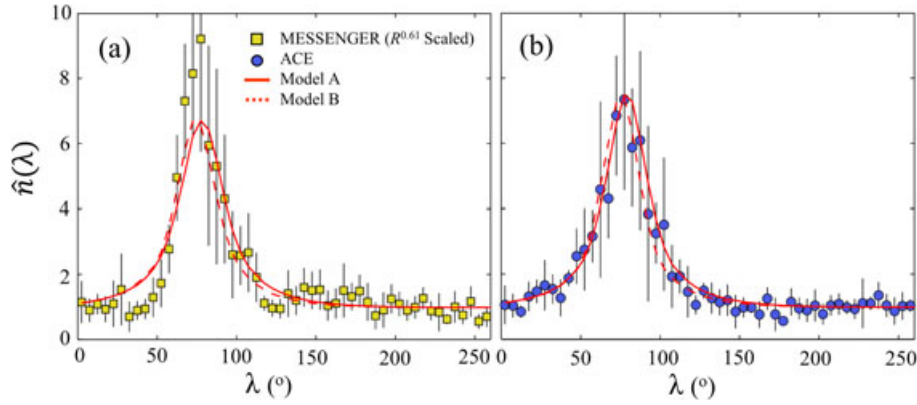 10
8
6
4
2
0
n̂(λ)
(a)
MESSENGER (R^0.61 Scaled)
ACE
Model A
Model B
0 50 100 150 200 250
λ (°)
(b)
0 50 100 150 200 250
λ (°)